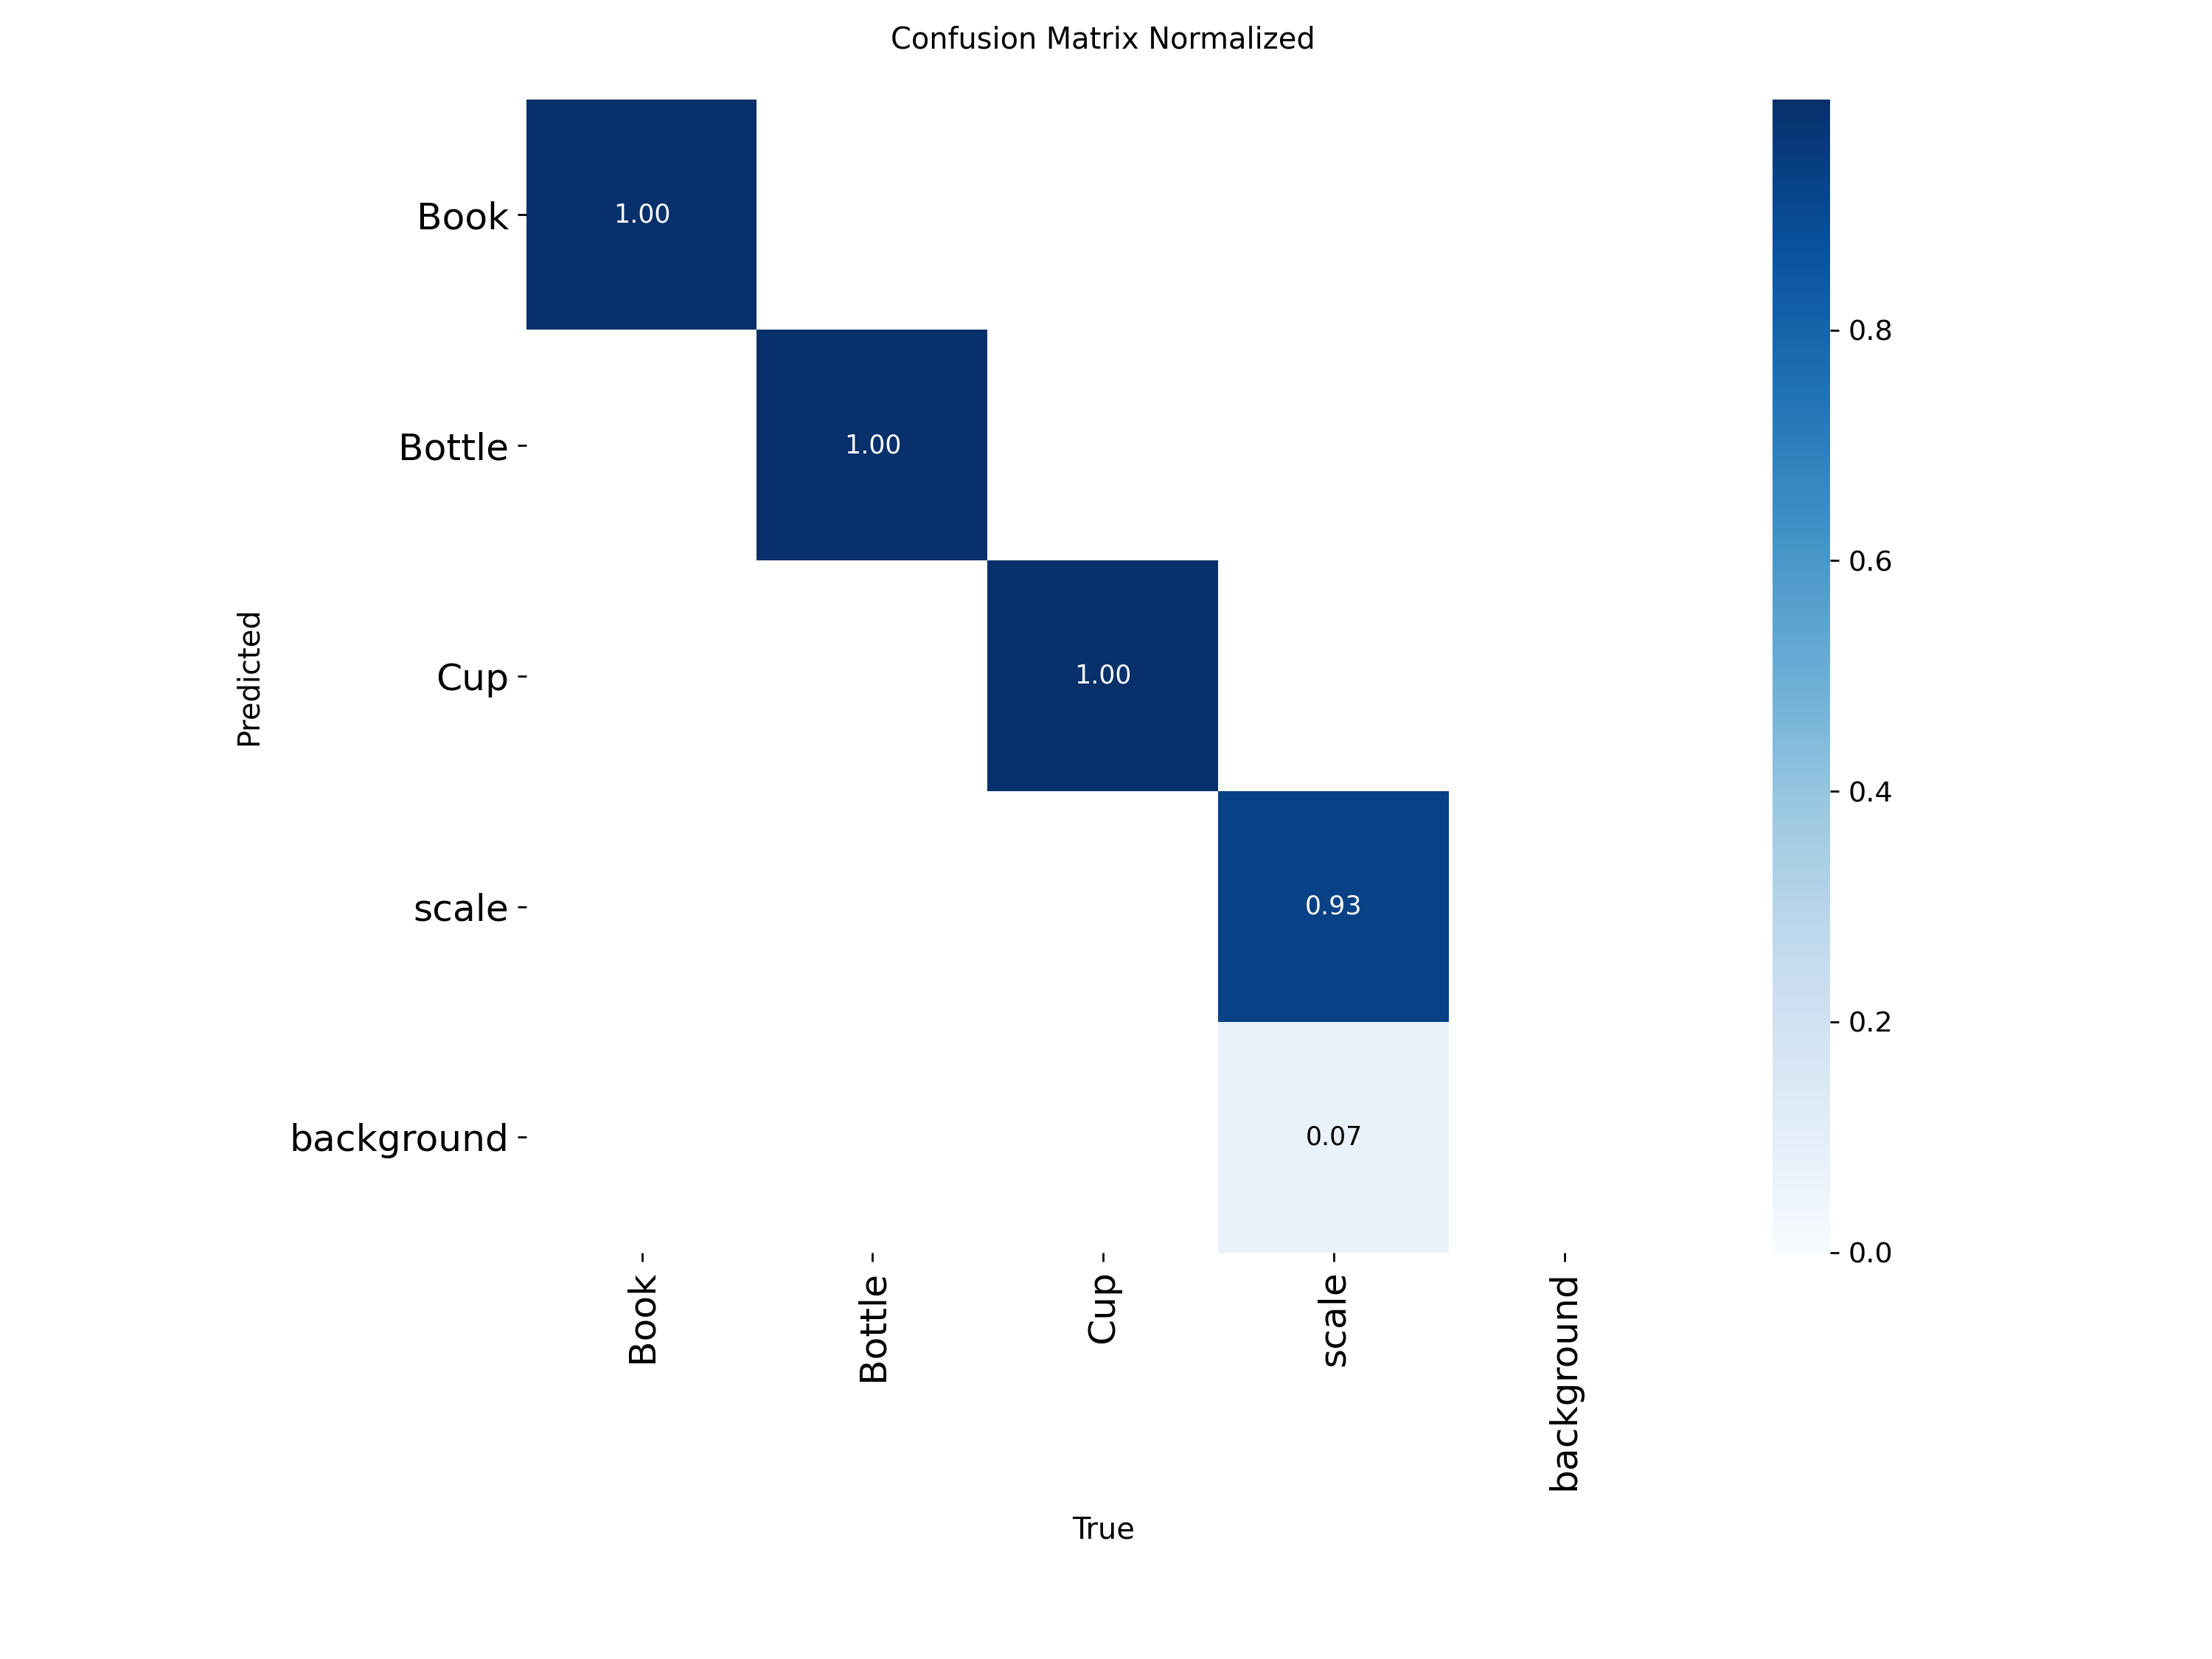 Confusion Matrix Normalized
Book
1.00
Bottle
1.00
Cup
1.00
scale
0.93
background
0.07
Predicted
Book
Bottle
Cup
scale
background
True
0.8
0.6
0.4
0.2
0.0